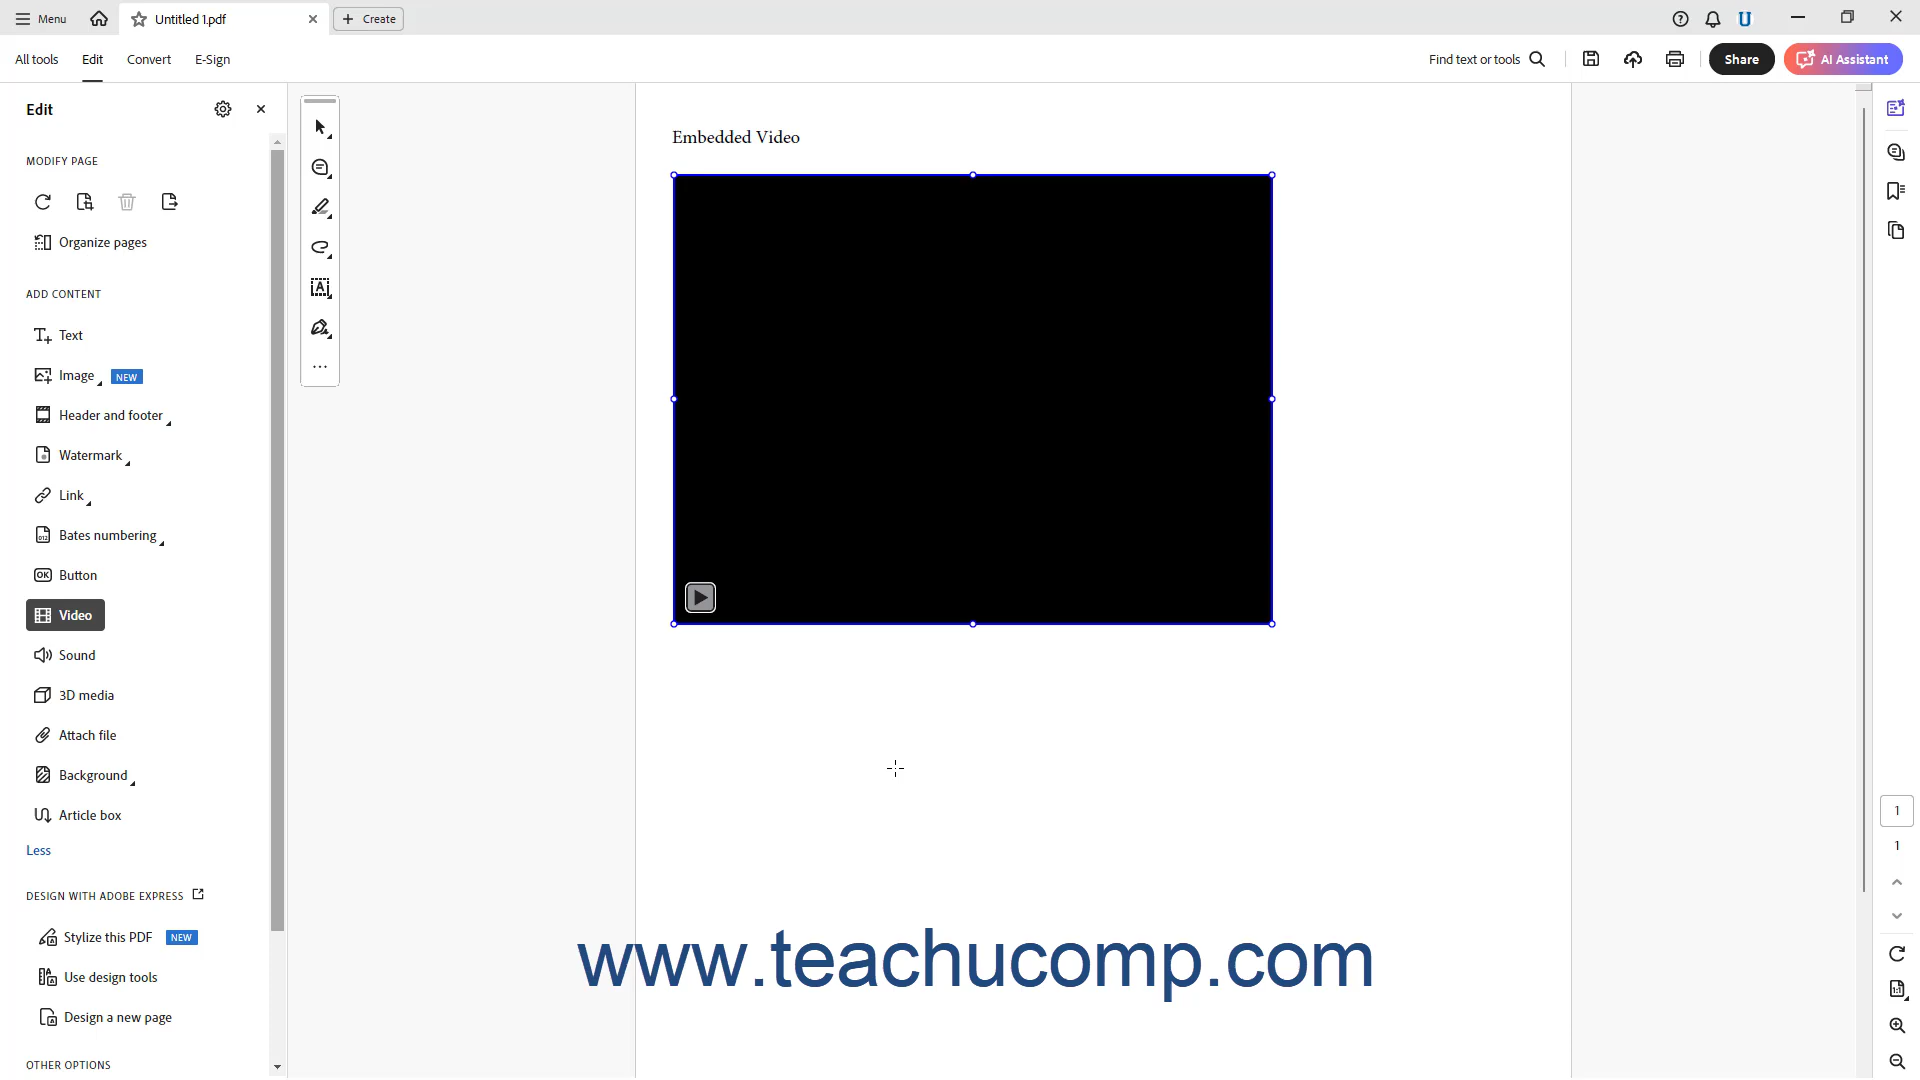 Menu
Untitled 1.pdf
Create
All tools
Edit
Convert
E-Sign
Find text or tools
Share
AI Assistant
Edit
MODIFY PAGE
Organize pages
ADD CONTENT
Text
Image NEW
Header and footer
Watermark
Link
Bates numbering
Button
Video
Sound
3D media
Attach file
Background
Article box
Less
DESIGN WITH ADOBE EXPRESS
Stylize this PDF NEW
Use design tools
Design a new page
OTHER OPTIONS
Embedded Video
www.teachucomp.com
1
1